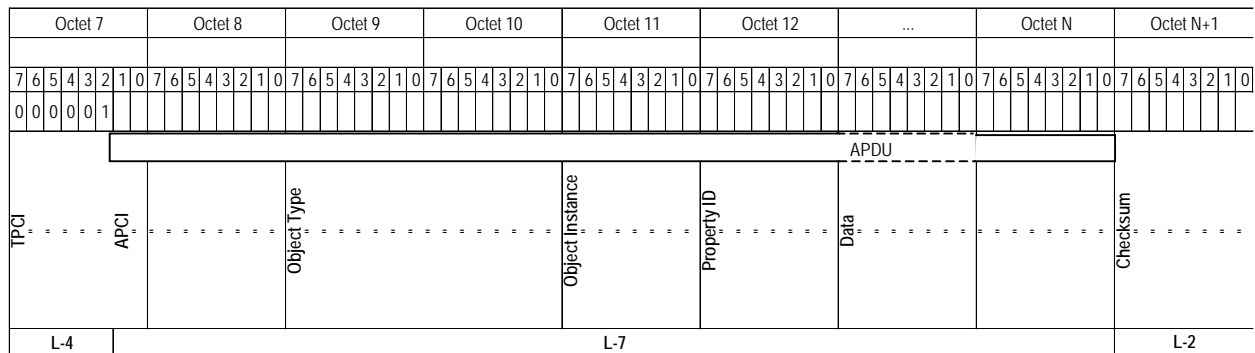 Octet 7 Octet 8 Octet 9 Octet 10 Octet 11 Octet 12 ... Octet N Octet N+1
7 6 5 4 3 2 1 0 7 6 5 4 3 2 1 0 7 6 5 4 3 2 1 0 7 6 5 4 3 2 1 0 7 6 5 4 3 2 1 0 7 6 5 4 3 2 1 0 7 6 5 4 3 2 1 0 7 6 5 4 3 2 1 0 7 6 5 4 3 2 1 0
0 0 0 0 0 1
APDU
TPCI
APCI
Object Type
Object Instance
Property ID
Data
Checksum
L-4 L-7 L-2